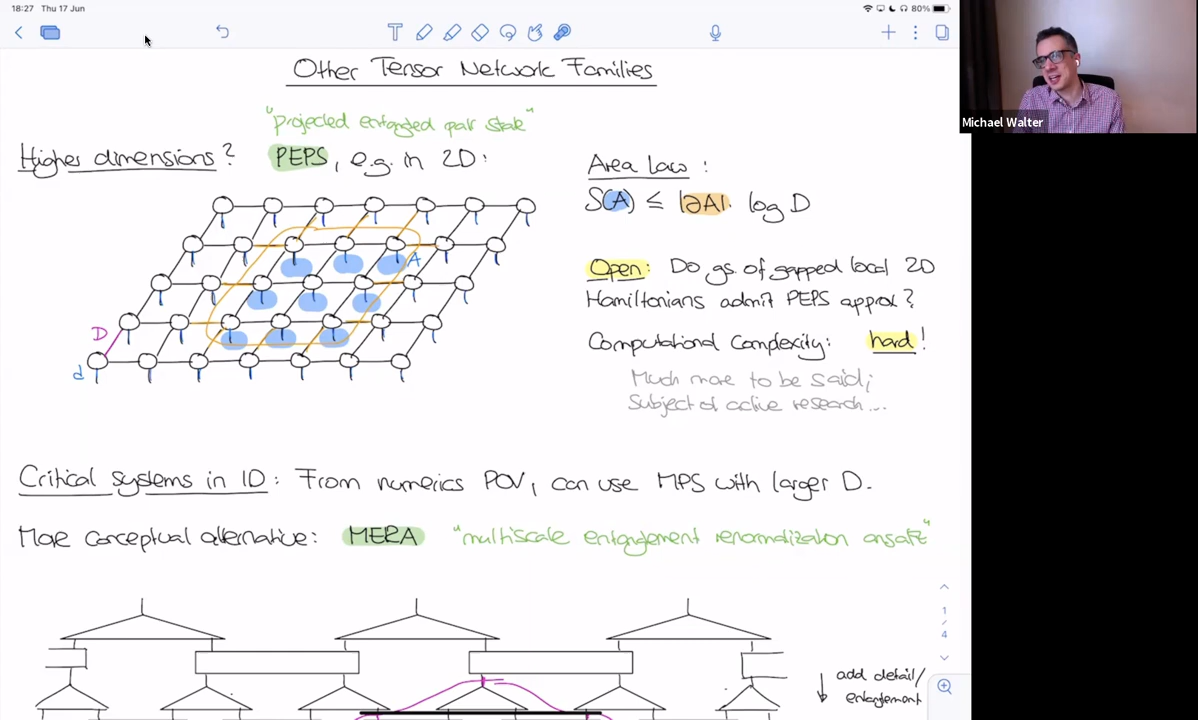 18:27 Thu 17 Jun
80%
Other Tensor Network Families
"projected entangled pair state"
Higher dimensions? PEPS, e.g. in 2D:
Area law:
S(A) ≤ |∂A|. log D
A
D
d
Open: Do gs. of gapped local 2D
Hamiltonians admit PEPS approx?
Computational Complexity: hard!
Much more to be said;
Subject of active research...
Critical systems in 1D: From numerics POV, can use MPS with larger D.
More conceptual alternative: MERA "multiscale entanglement renormalization ansatz"
add detail/
entanglement
1
/
4
Michael Walter